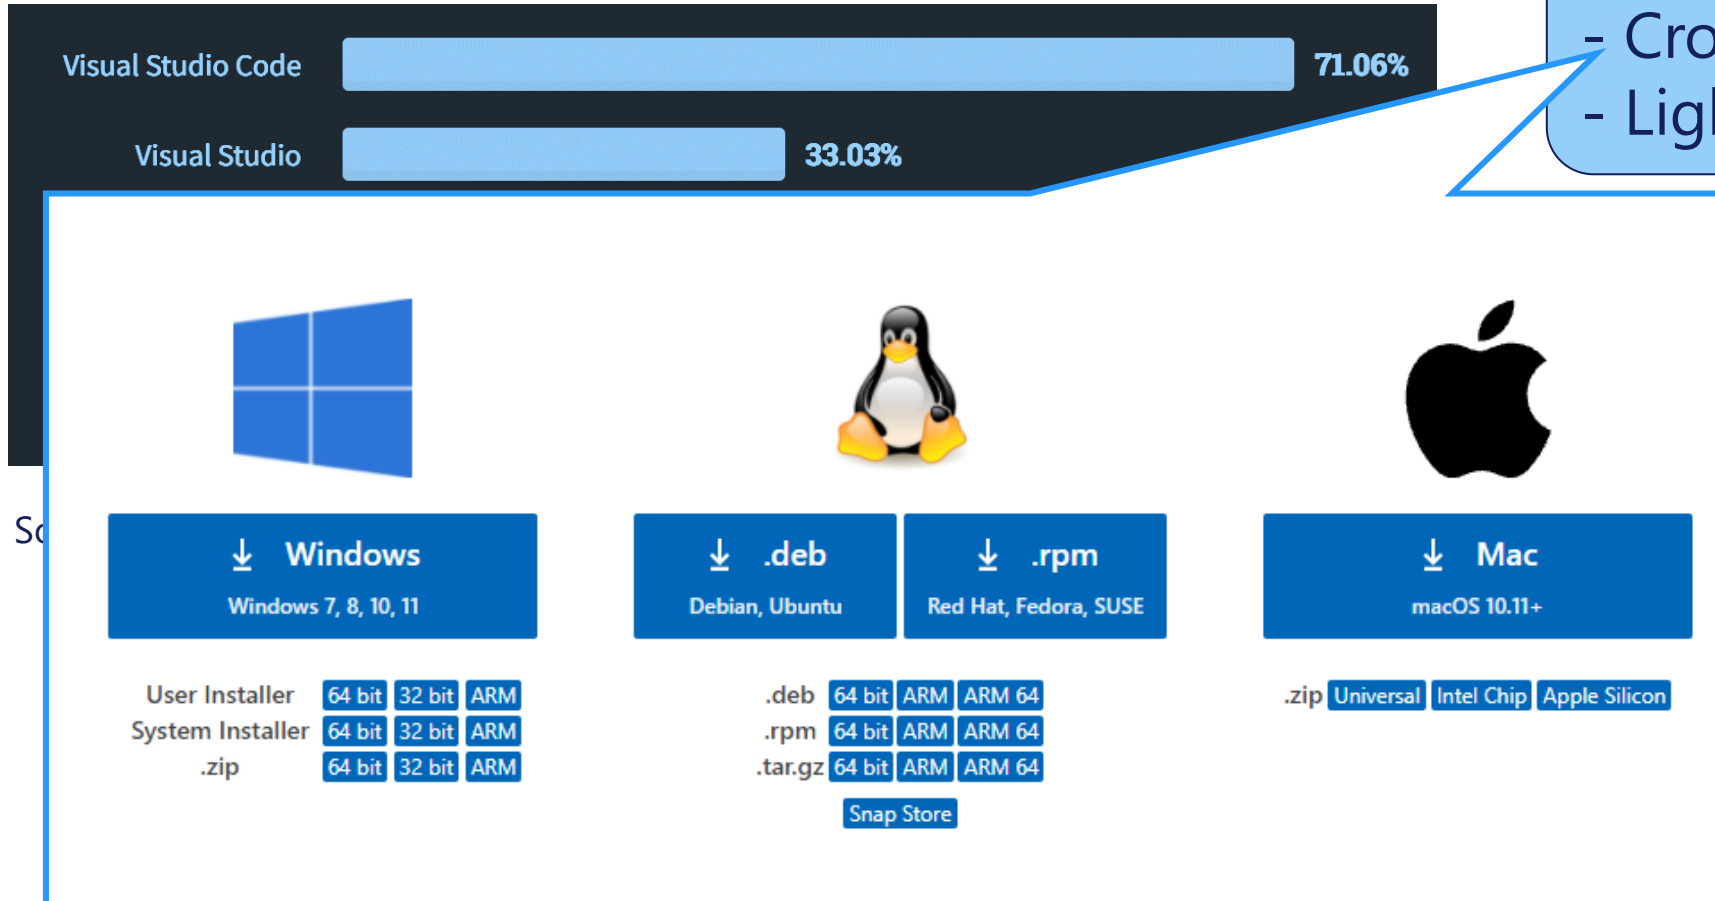 Visual Studio Code 71.06%
Visual Studio 33.03%
- Cro
- Lig
So
Windows
Windows 7, 8, 10, 11
User Installer 64 bit 32 bit ARM
System Installer 64 bit 32 bit ARM
.zip 64 bit 32 bit ARM
.deb
Debian, Ubuntu
.rpm
Red Hat, Fedora, SUSE
.deb 64 bit ARM ARM 64
.rpm 64 bit ARM ARM 64
.tar.gz 64 bit ARM ARM 64
Snap Store
Mac
macOS 10.11+
.zip Universal Intel Chip Apple Silicon